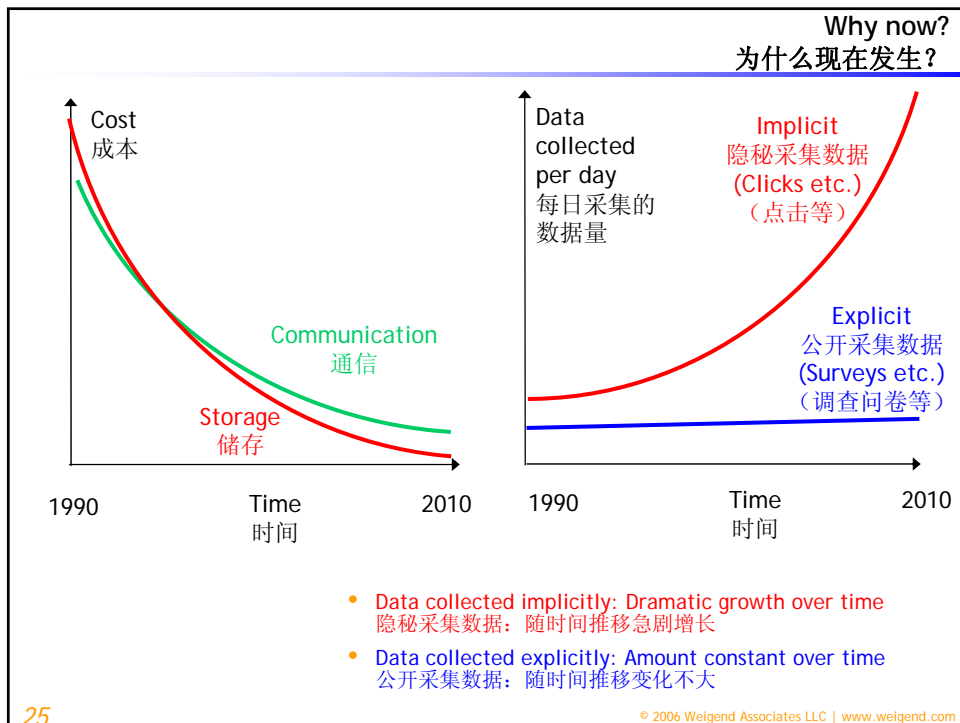 Why now?
为什么现在发生？
Cost
成本
Communication
通信
Storage
储存
1990
Time
2010
时间
Data
collected
per day
每日采集的
数据量
Implicit
隐秘采集数据
(Clicks etc.)
（点击等）
Explicit
公开采集数据
(Surveys etc.)
（调查问卷等）
1990
Time
2010
时间
• Data collected implicitly: Dramatic growth over time
隐秘采集数据：随时间推移急剧增长
• Data collected explicitly: Amount constant over time
公开采集数据：随时间推移变化不大
25
© 2006 Weigend Associates LLC | www.weigend.com